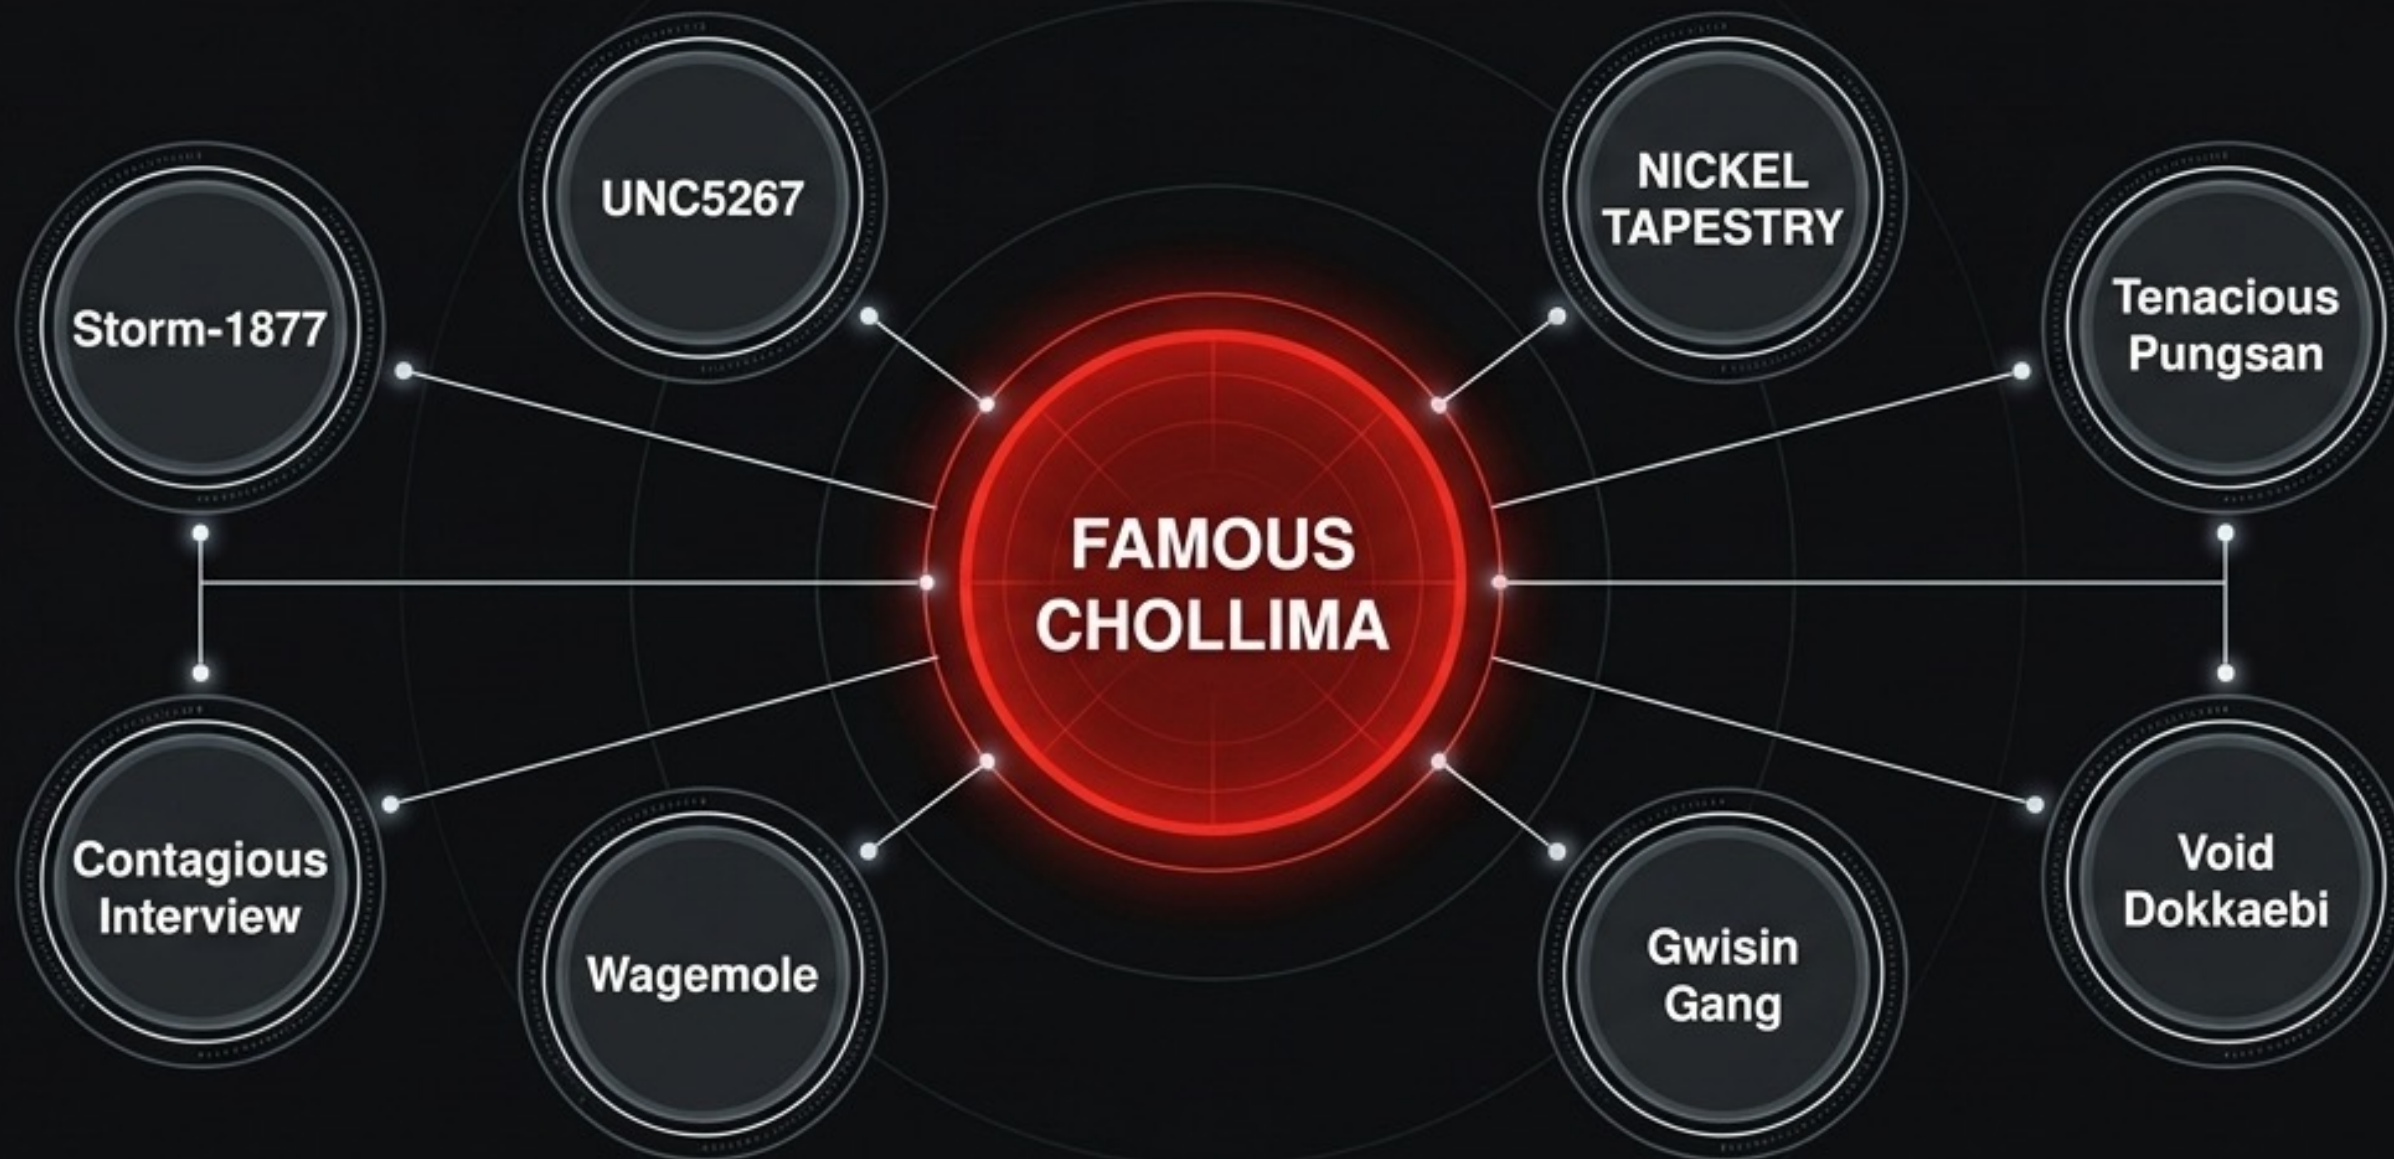 UNC5267
NICKEL
TAPESTRY
Storm-1877
Tenacious
Pungsan
FAMOUS
CHOLLIMA
Contagious
Interview
Wagemole
Gwisin
Gang
Void
Dokkaebi